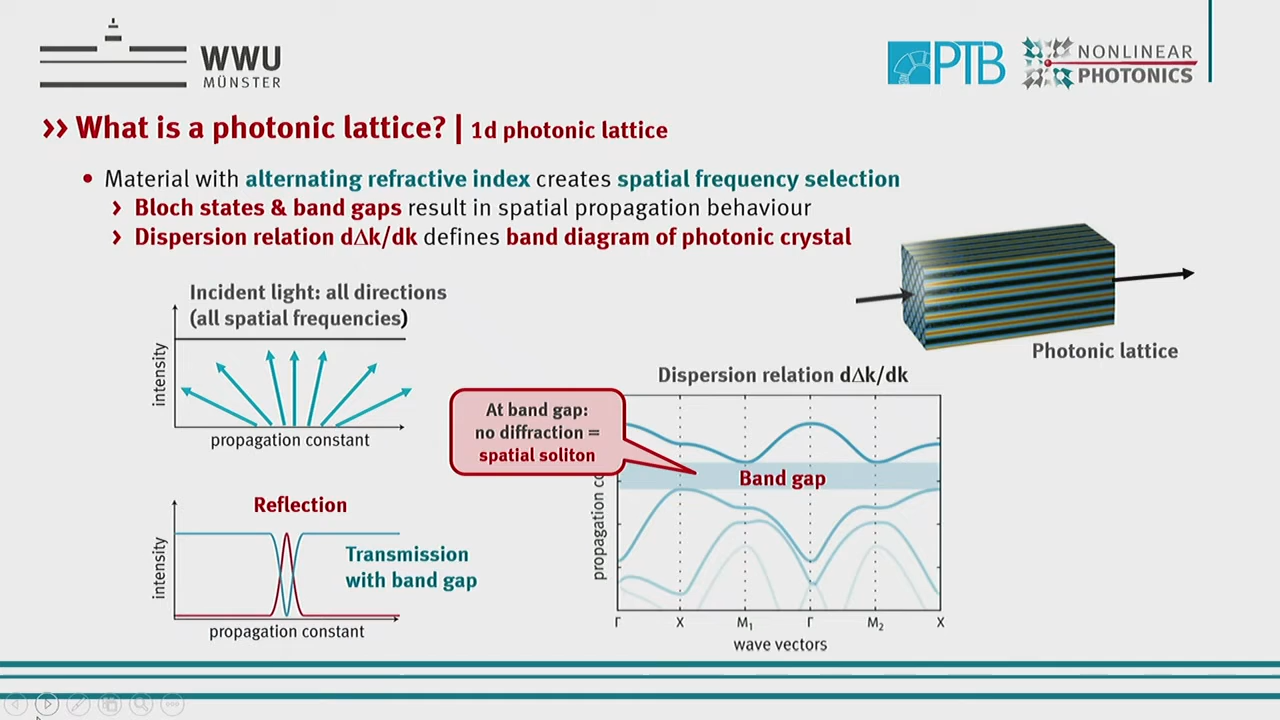 WWU
MÜNSTER
PTB
NONLINEAR
PHOTONICS
›› What is a photonic lattice? | 1d photonic lattice
• Material with alternating refractive index creates spatial frequency selection
› Bloch states & band gaps result in spatial propagation behaviour
› Dispersion relation dΔk/dk defines band diagram of photonic crystal
Incident light: all directions
(all spatial frequencies)
intensity
propagation constant
Photonic lattice
Dispersion relation dΔk/dk
At band gap:
no diffraction =
spatial soliton
Band gap
propagation co
Γ X M₁ Γ M₂ X
wave vectors
Reflection
Transmission
with band gap
intensity
propagation constant